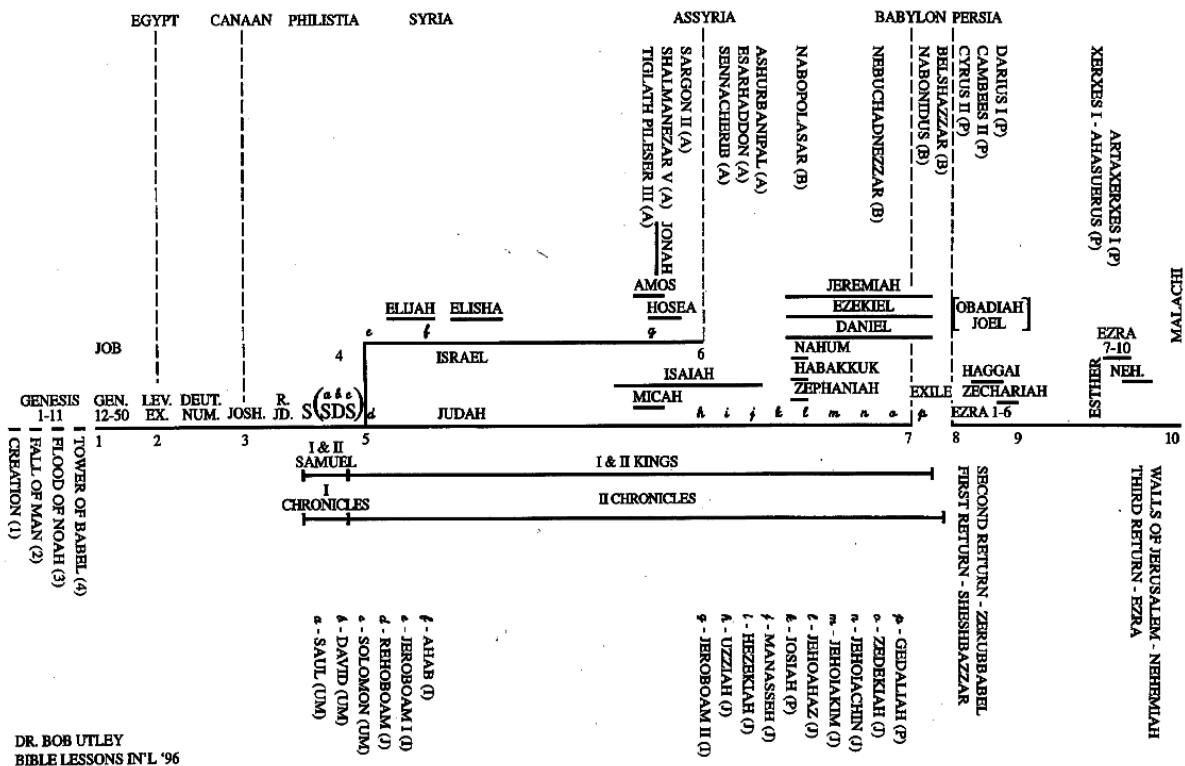 EGYPT CANAAN PHILISTIA SYRIA ASSYRIA BABYLON PERSIA
TIGLATH PILESER III (A)
SHALMANEZAR V (A)
SARGON II (A)
SENNACHERIB (A)
ESARHADDON (A)
ASHURBANIPAL (A)
NABOPOLASAR (B)
NEBUCHADNEZZAR (B)
NABONIDUS (B)
BELSHAZZAR (B)
CYRUS II (P)
CAMBEES II (P)
DARIUS I (P)
XERXES I - AHASUERUS (P)
ARTAXERXES I (P)
JONAH
AMOS
HOSEA
ELIJAH ELISHA
e f g
JEREMIAH
EZEKIEL
DANIEL
NAHUM
HABAKKUK
ZEPHANIAH
[OBADIAH
JOEL]
MALACHI
JOB
4 ISRAEL 6
ISAIAH
MICAH
EXILE
HAGGAI
ZECHARIAH
EZRA 1-6
ESTHER
EZRA
7-10
NEH.
GENESIS
1-11
GEN.
12-50
LEV.
EX.
DEUT.
NUM.
JOSH.
R.
JD.
a b c
S(SDS)
d JUDAH h i j k l m n o p
1 2 3 5 7 8 9 10
CREATION (1)
FALL OF MAN (2)
FLOOD OF NOAH (3)
TOWER OF BABEL (4)
I & II
SAMUEL
I & II KINGS
I
CHRONICLES
II CHRONICLES
FIRST RETURN - SHESHBAZZAR
SECOND RETURN - ZERUBBABEL
THIRD RETURN - EZRA
WALLS OF JERUSALEM - NEHEMIAH
a - SAUL (UM)
b - DAVID (UM)
c - SOLOMON (UM)
d - REHOBOAM (J)
e - JEROBOAM I (I)
f - AHAB (I)
g - JEROBOAM II (I)
h - UZZIAH (J)
i - HEZEKIAH (J)
j - MANASSEH (J)
k - JOSIAH (P)
l - JEHOAHAZ (J)
m - JEHOIAKIM (J)
n - JEHOIACHIN (J)
o - ZEDEKIAH (J)
p - GEDALIAH (P)
DR. BOB UTLEY
BIBLE LESSONS IN'L '96